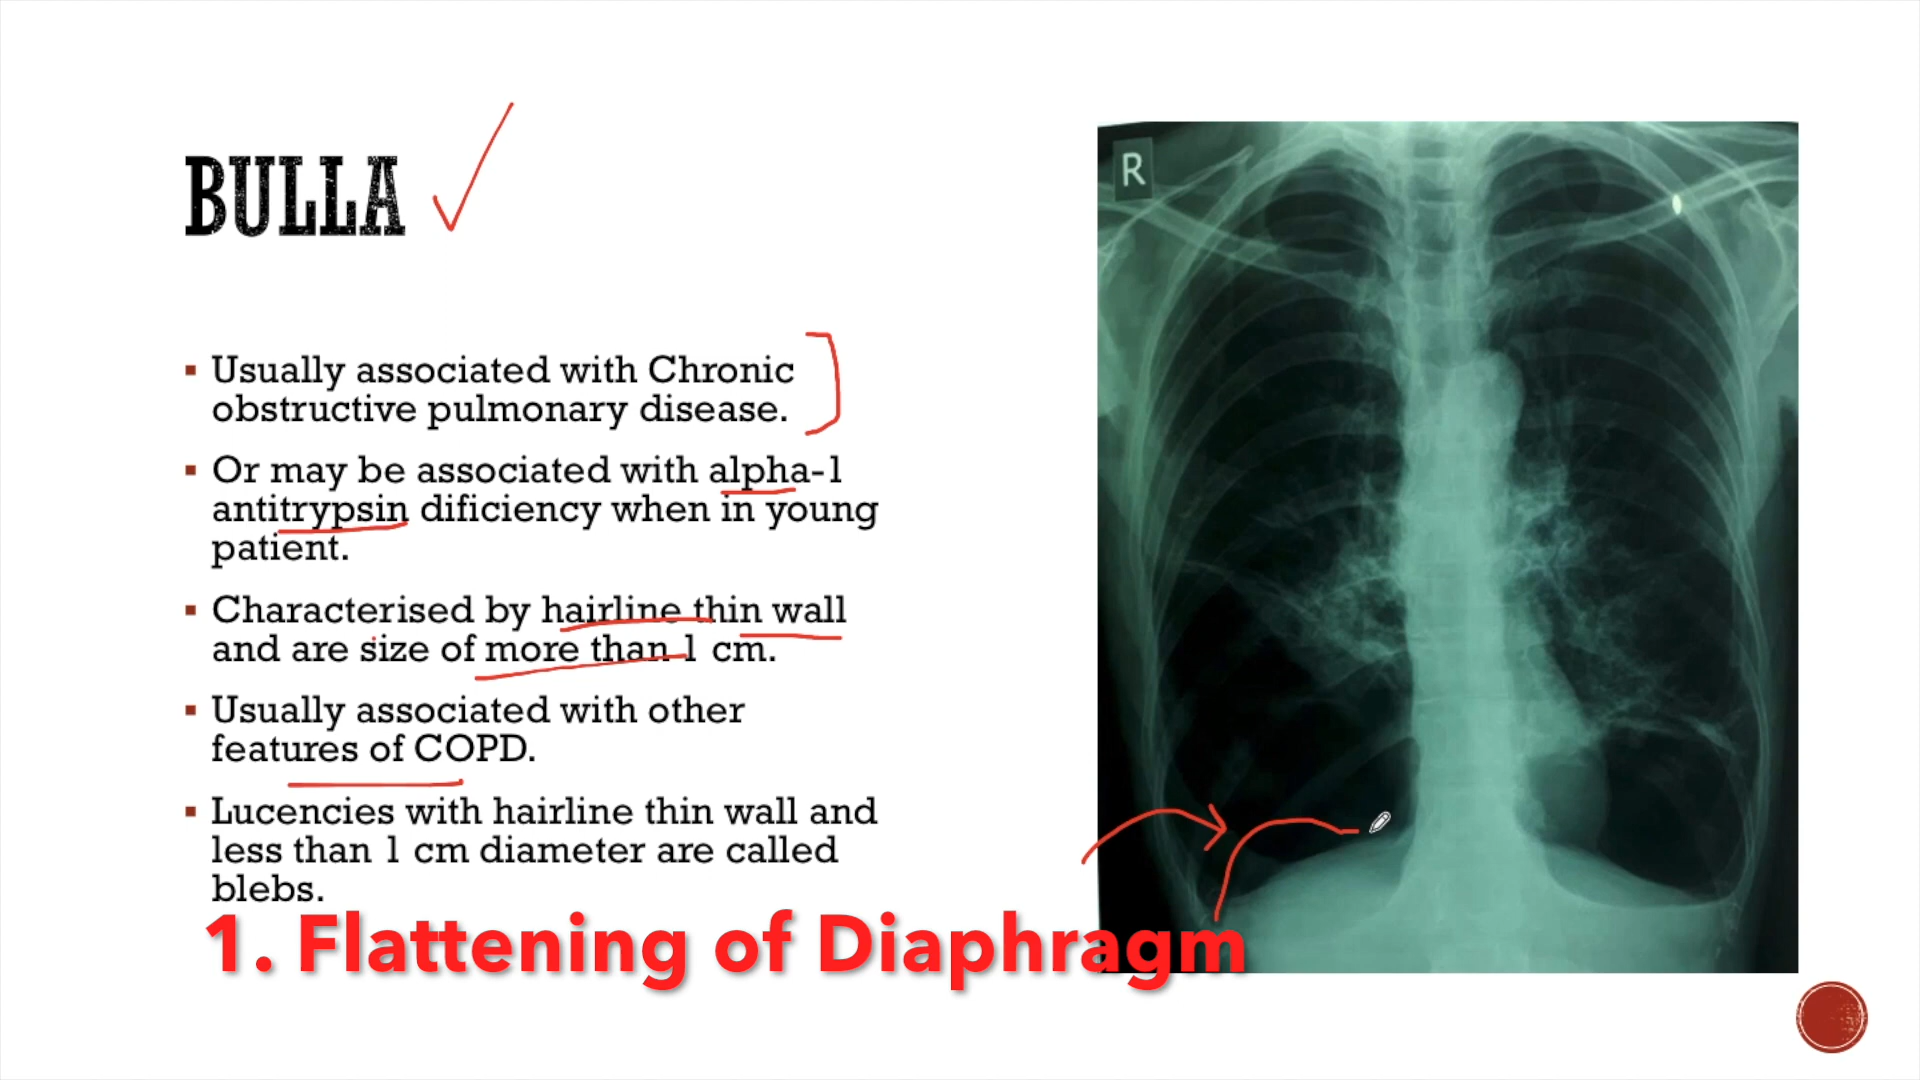 BULLA
▪ Usually associated with Chronic
obstructive pulmonary disease.
▪ Or may be associated with alpha-1
antitrypsin dificiency when in young
patient.
▪ Characterised by hairline thin wall
and are size of more than 1 cm.
▪ Usually associated with other
features of COPD.
▪ Lucencies with hairline thin wall and
less than 1 cm diameter are called
blebs.
1. Flattening of Diaphragm
R